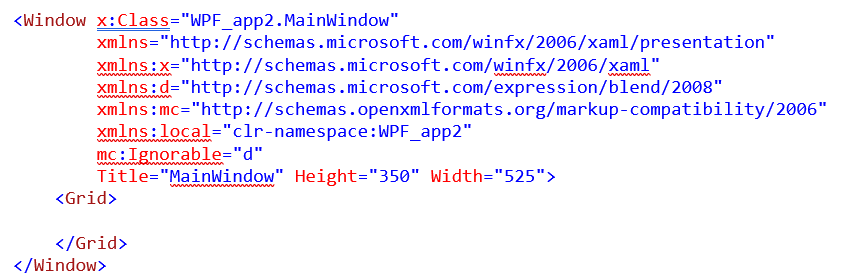 <Window x:Class="WPF_app2.MainWindow"
xmlns="http://schemas.microsoft.com/winfx/2006/xaml/presentation"
xmlns:x="http://schemas.microsoft.com/winfx/2006/xaml"
xmlns:d="http://schemas.microsoft.com/expression/blend/2008"
xmlns:mc="http://schemas.openxmlformats.org/markup-compatibility/2006"
xmlns:local="clr-namespace:WPF_app2"
mc:Ignorable="d"
Title="MainWindow" Height="350" Width="525">
<Grid>
</Grid>
</Window>